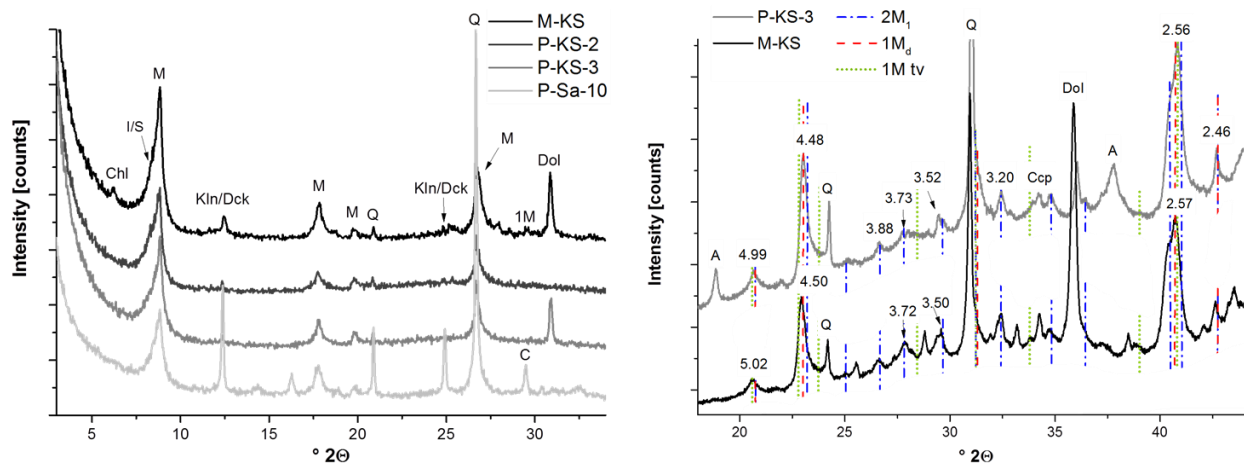 Q
M-KS
P-KS-2
P-KS-3
P-Sa-10
M
I/S
Chl
Kln/Dck
M
M
Q
Kln/Dck
M
1M
Dol
C
Intensity [counts]
5 10 15 20 25 30
° 2Θ
P-KS-3
M-KS
2M₁
1M_d
1M tv
Q
2.56
Dol
4.48
2.46
A
3.52
3.20
Ccp
Q
3.73
3.88
A
4.99
2.57
4.50
Q
3.72
3.50
5.02
Intensity [counts]
20 25 30 35 40
° 2Θ